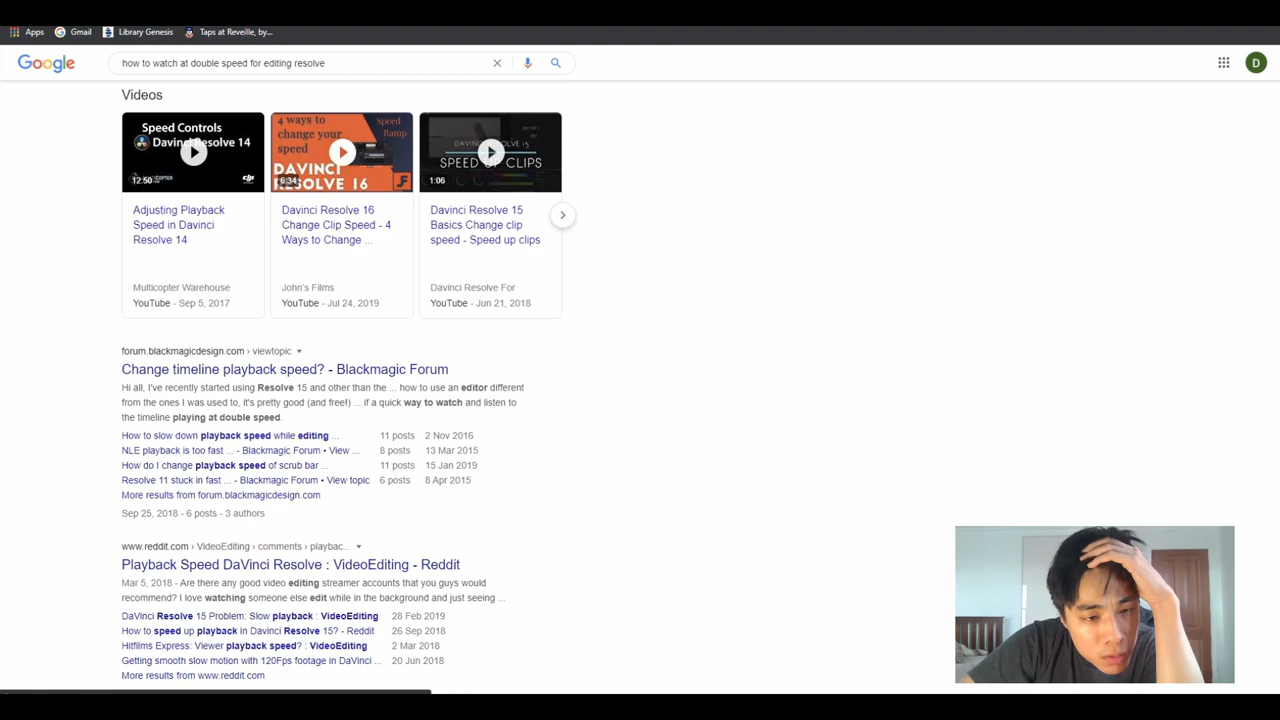 Apps Gmail Library Genesis Taps at Reveille, by...
Google how to watch at double speed for editing resolve D
Videos
Speed Controls
DaVinci Resolve 14
12:50
4 ways to
change your
speed
Speed
Ramp
DAVINCI
RESOLVE 16
6:34
DAVINCI RESOLVE 15
SPEED UP CLIPS
1:06
Adjusting Playback
Speed in Davinci
Resolve 14
Multicopter Warehouse
YouTube - Sep 5, 2017
Davinci Resolve 16
Change Clip Speed - 4
Ways to Change ...
John's Films
YouTube - Jul 24, 2019
Davinci Resolve 15
Basics Change clip
speed - Speed up clips
Davinci Resolve For
YouTube - Jun 21, 2018
forum.blackmagicdesign.com › viewtopic
Change timeline playback speed? - Blackmagic Forum
Hi all, I've recently started using Resolve 15 and other than the ... how to use an editor different
from the ones I was used to, it's pretty good (and free!) ... if a quick way to watch and listen to
the timeline playing at double speed.
How to slow down playback speed while editing ... 11 posts 2 Nov 2016
NLE playback is too fast ... - Blackmagic Forum • View ... 8 posts 13 Mar 2015
How do I change playback speed of scrub bar ... 11 posts 15 Jan 2019
Resolve 11 stuck in fast ... - Blackmagic Forum • View topic 6 posts 8 Apr 2015
More results from forum.blackmagicdesign.com
Sep 25, 2018 - 6 posts - 3 authors
www.reddit.com › VideoEditing › comments › playbac...
Playback Speed DaVinci Resolve : VideoEditing - Reddit
Mar 5, 2018 - Are there any good video editing streamer accounts that you guys would
recommend? I love watching someone else edit while in the background and just seeing ...
DaVinci Resolve 15 Problem: Slow playback : VideoEditing 28 Feb 2019
How to speed up playback in Davinci Resolve 15? - Reddit 26 Sep 2018
Hitfilms Express: Viewer playback speed? : VideoEditing 2 Mar 2018
Getting smooth slow motion with 120Fps footage in DaVinci ... 20 Jun 2018
More results from www.reddit.com